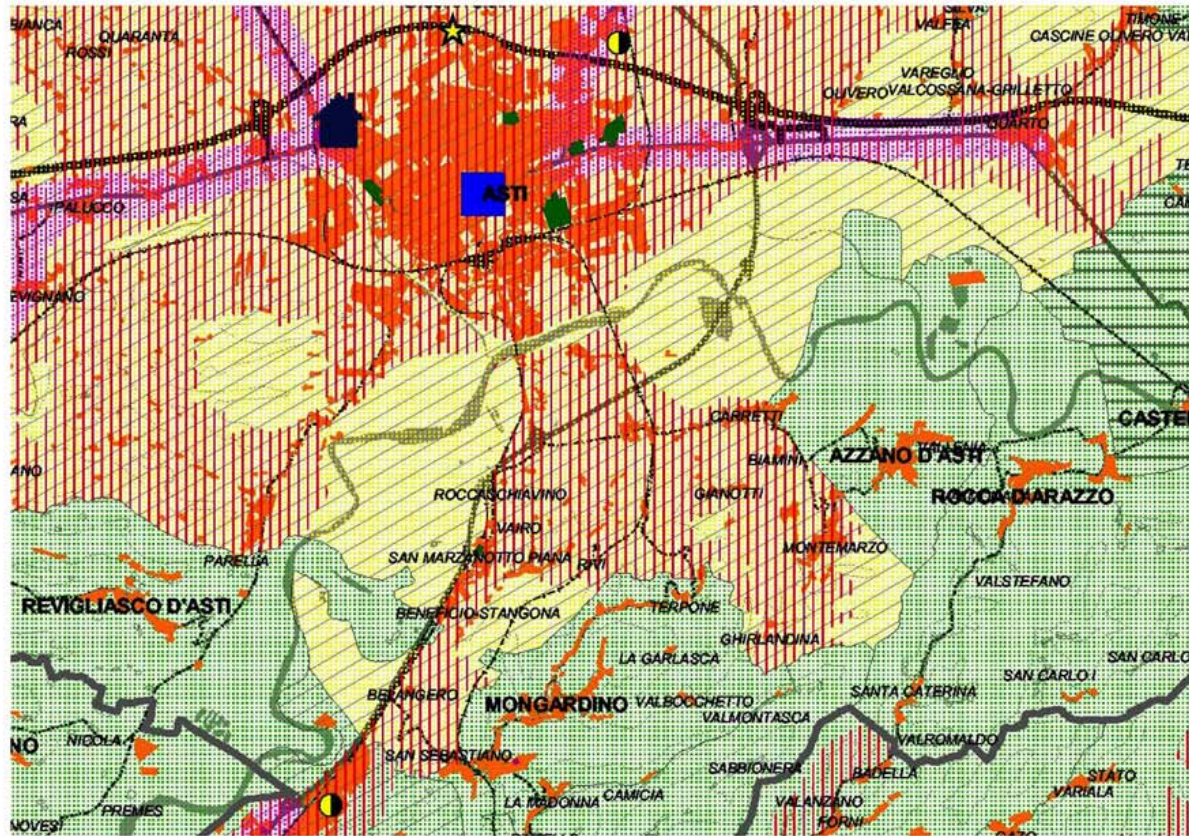 BIANCA
QUARANTA
ROSSI
SILVA
VALFEA
TIMONE
CASCINE OLIVERO
VAREGLIO
OLIVERO
VALCOSSANA-GRILLETTO
QUARTO
PALUCCO
ASTI
CARRETTI
BIAMINI
AZZANO D'ASTI
ROCCA D'ARAZZO
ROCCASCHIAVINO
GIANOTTI
VAIRO
SAN MARZANOTTO PIANA
RIVI
MONTEMARZO
PARELLA
VALSTEFANO
REVIGLIASCO D'ASTI
BENEFICIO-STANGONA
TERPONE
GHIRLANDINA
LA GARLASCA
SAN CARLO
SAN CARLO I
BELANGERO
MONGARDINO
VALBOCCHETTO
SANTA CATERINA
VALMONTASCA
NICOLA
VALROMALDO
SAN SEBASTIANO
SABBIONERA
BADELLA
STATO
VARIALA
PREMES
LA MADONNA
CAMICIA
VALANZANO
FORNI